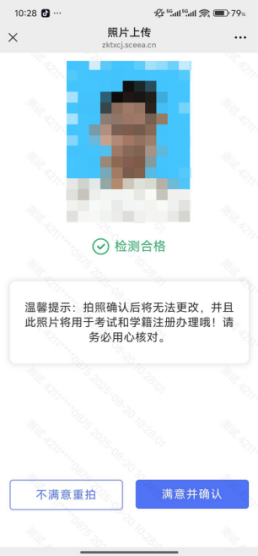 10:28
79%
照片上传
zktxcj.sceea.cn
检测合格
温馨提示：拍照确认后将无法更改，并且
此照片将用于考试和学籍注册办理哦！请
务必用心核对。
不满意重拍
满意并确认